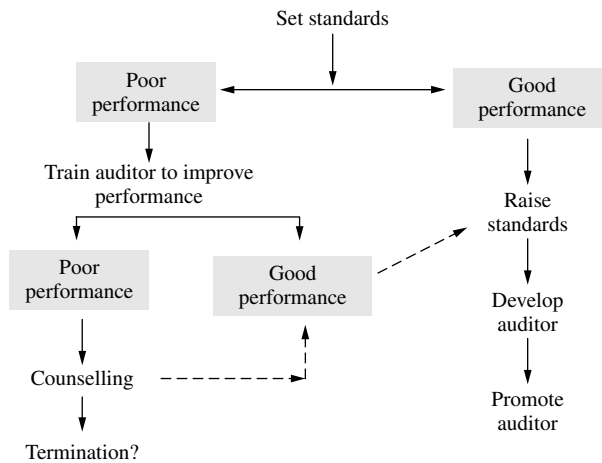 Set standards
Poor
performance
Good
performance
Train auditor to improve
performance
Raise
standards
Poor
performance
Good
performance
Develop
auditor
Counselling
Promote
auditor
Termination?